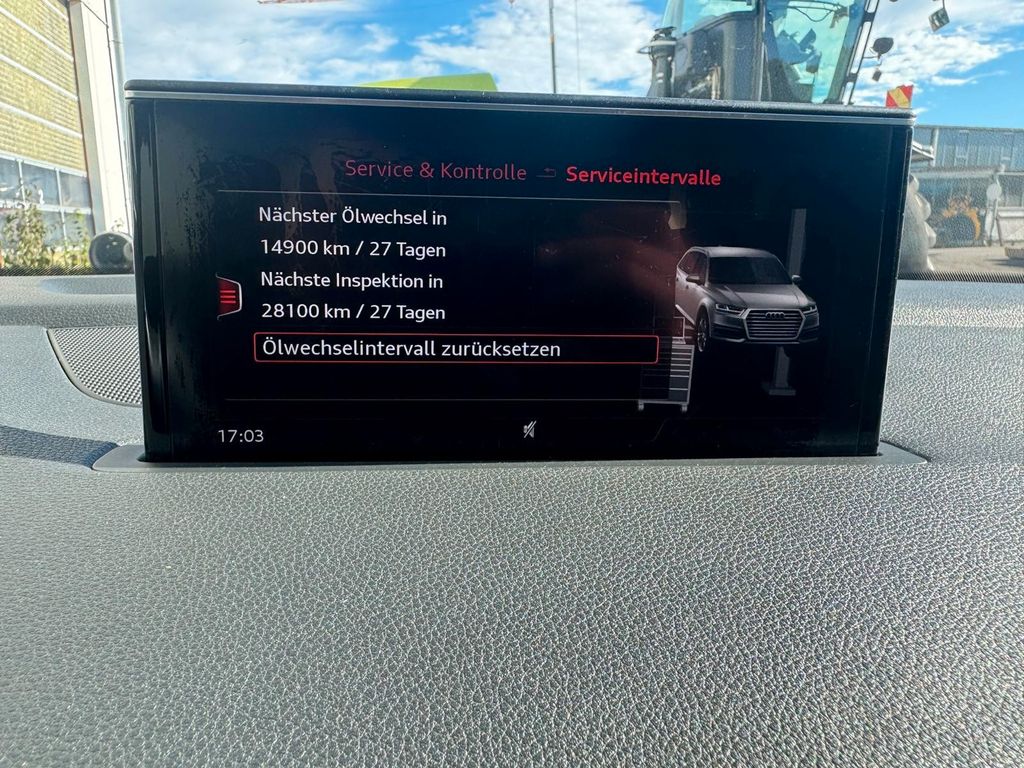 Service & Kontrolle Serviceintervalle
Nächster Ölwechsel in
14900 km / 27 Tagen
Nächste Inspektion in
28100 km / 27 Tagen
Ölwechselintervall zurücksetzen
17:03